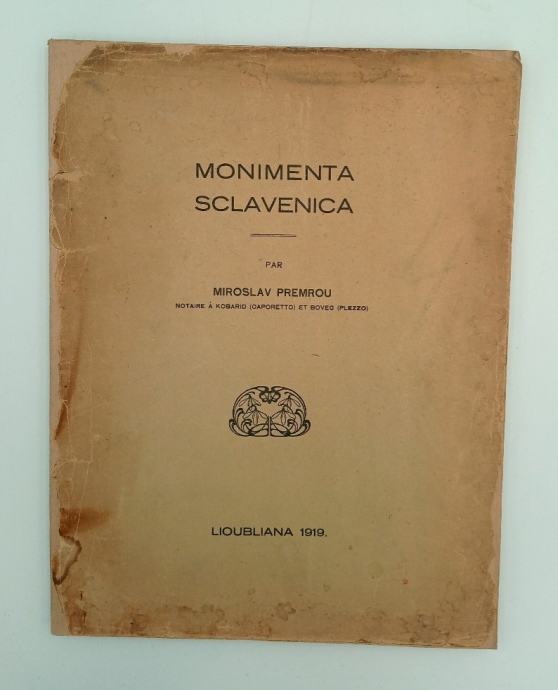 MONIMENTA
SCLAVENICA
PAR
MIROSLAV PREMROU
NOTAIRE À KOBARID (CAPORETTO) ET BOVEC (PLEZZO)
LIOUBLIANA 1919.